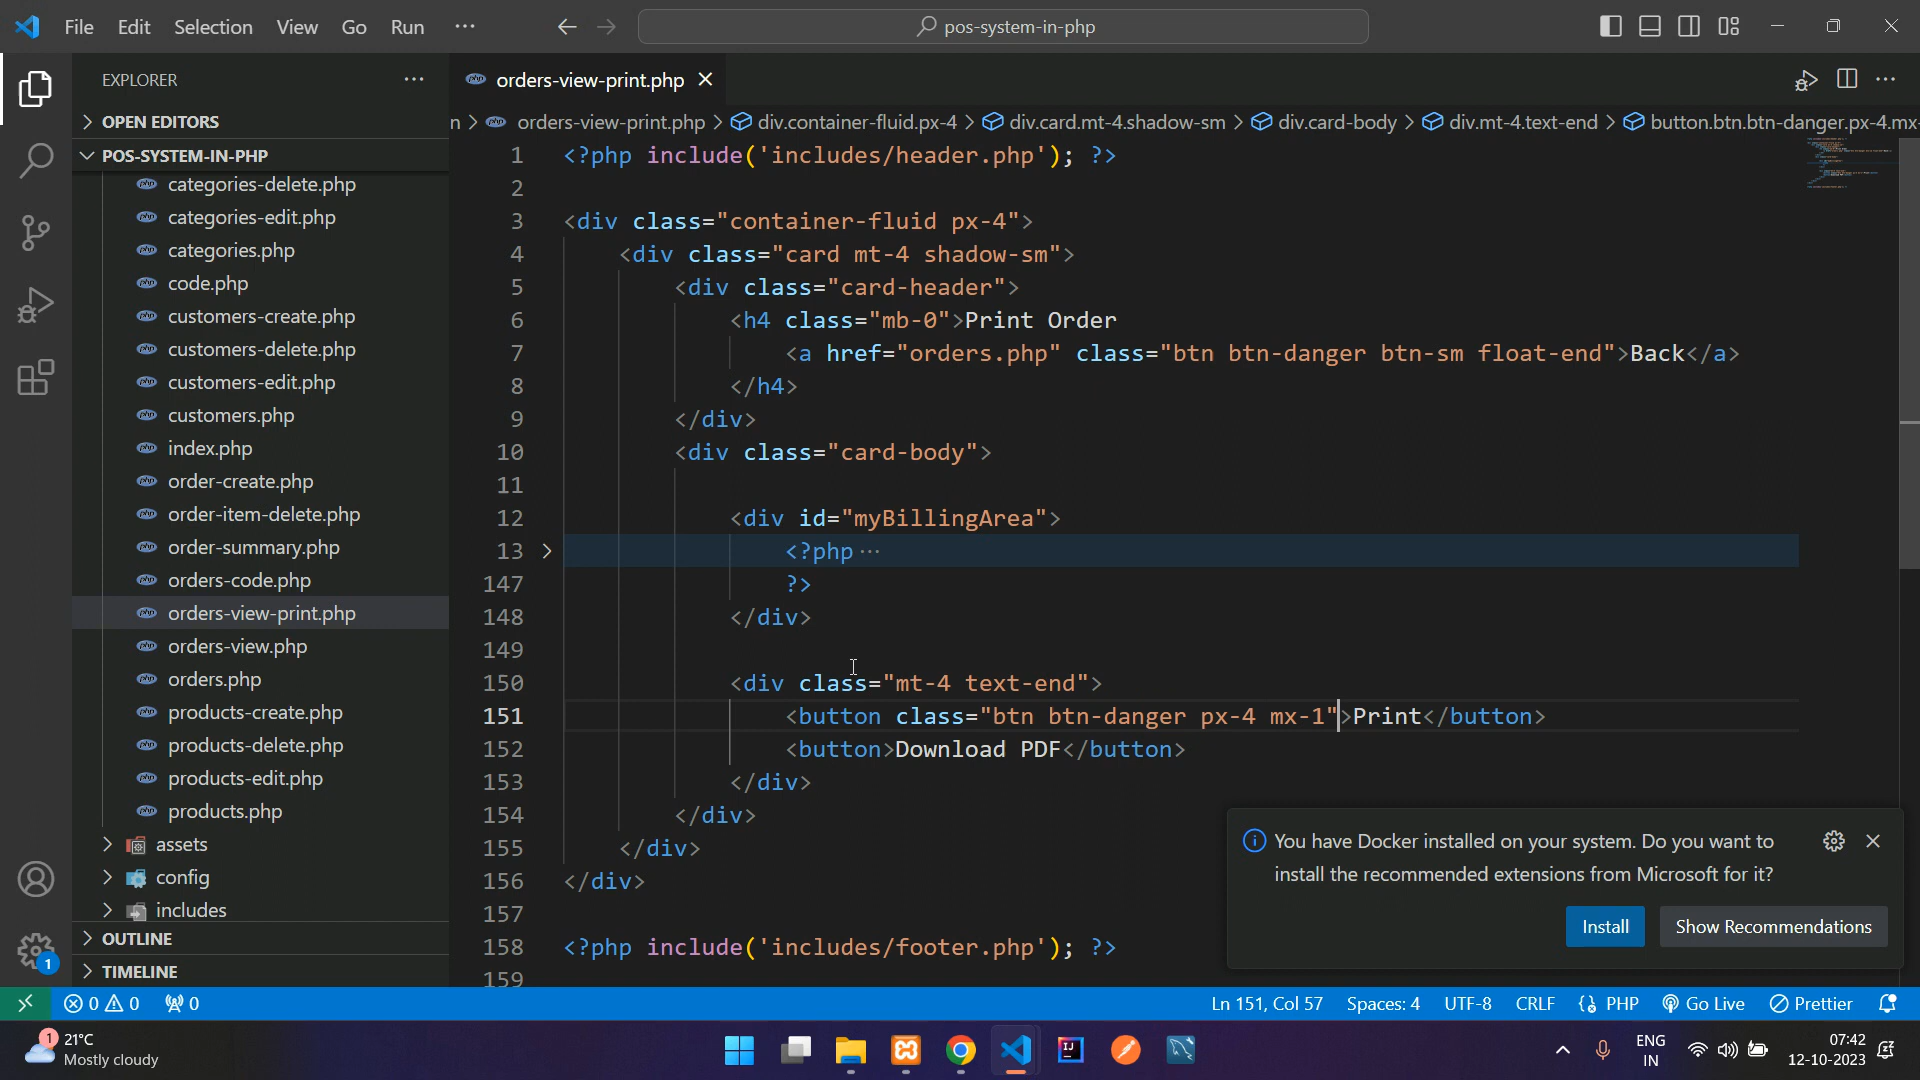 File Edit Selection View Go Run ···
pos-system-in-php
EXPLORER
OPEN EDITORS
POS-SYSTEM-IN-PHP
categories-delete.php
categories-edit.php
categories.php
code.php
customers-create.php
customers-delete.php
customers-edit.php
customers.php
index.php
order-create.php
order-item-delete.php
order-summary.php
orders-code.php
orders-view-print.php
orders-view.php
orders.php
products-create.php
products-delete.php
products-edit.php
products.php
assets
config
includes
OUTLINE
TIMELINE
php orders-view-print.php
n > php orders-view-print.php > div.container-fluid.px-4 > div.card.mt-4.shadow-sm > div.card-body > div.mt-4.text-end > button.btn.btn-danger.px-4.mx-
1 <?php include('includes/header.php'); ?>
2
3 <div class="container-fluid px-4">
4 <div class="card mt-4 shadow-sm">
5 <div class="card-header">
6 <h4 class="mb-0">Print Order
7 <a href="orders.php" class="btn btn-danger btn-sm float-end">Back</a>
8 </h4>
9 </div>
10 <div class="card-body">
11
12 <div id="myBillingArea">
13 <?php ···
147 ?>
148 </div>
149
150 <div class="mt-4 text-end">
151 <button class="btn btn-danger px-4 mx-1">Print</button>
152 <button>Download PDF</button>
153 </div>
154 </div>
155 </div>
156 </div>
157
158 <?php include('includes/footer.php'); ?>
159
You have Docker installed on your system. Do you want to
install the recommended extensions from Microsoft for it?
Install Show Recommendations
1
0 0 0
Ln 151, Col 57 Spaces: 4 UTF-8 CRLF PHP Go Live Prettier
1
21°C
Mostly cloudy
IJ
ENG
IN
07:42
12-10-2023